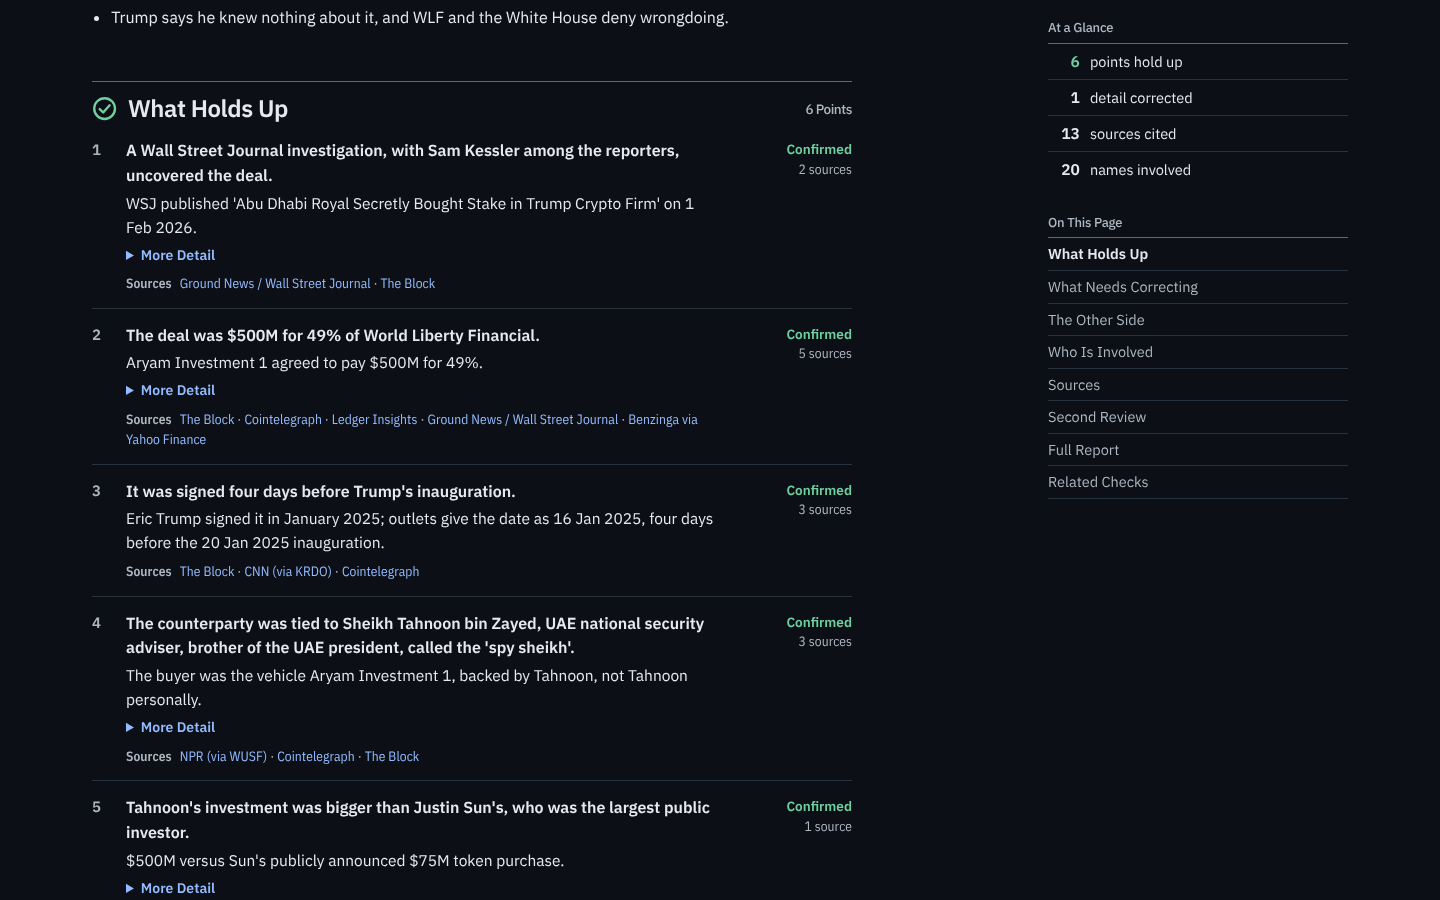 Trump says he knew nothing about it, and WLF and the White House deny wrongdoing.
What Holds Up
6 Points
1
A Wall Street Journal investigation, with Sam Kessler among the reporters,
uncovered the deal.
Confirmed
2 sources
WSJ published 'Abu Dhabi Royal Secretly Bought Stake in Trump Crypto Firm' on 1
Feb 2026.
More Detail
Sources Ground News / Wall Street Journal · The Block
2
The deal was $500M for 49% of World Liberty Financial.
Confirmed
5 sources
Aryam Investment 1 agreed to pay $500M for 49%.
More Detail
Sources The Block · Cointelegraph · Ledger Insights · Ground News / Wall Street Journal · Benzinga via
Yahoo Finance
3
It was signed four days before Trump's inauguration.
Confirmed
3 sources
Eric Trump signed it in January 2025; outlets give the date as 16 Jan 2025, four days
before the 20 Jan 2025 inauguration.
Sources The Block · CNN (via KRDO) · Cointelegraph
4
The counterparty was tied to Sheikh Tahnoon bin Zayed, UAE national security
adviser, brother of the UAE president, called the 'spy sheikh'.
Confirmed
3 sources
The buyer was the vehicle Aryam Investment 1, backed by Tahnoon, not Tahnoon
personally.
More Detail
Sources NPR (via WUSF) · Cointelegraph · The Block
5
Tahnoon's investment was bigger than Justin Sun's, who was the largest public
investor.
Confirmed
1 source
$500M versus Sun's publicly announced $75M token purchase.
More Detail
At a Glance
6 points hold up
1 detail corrected
13 sources cited
20 names involved
On This Page
What Holds Up
What Needs Correcting
The Other Side
Who Is Involved
Sources
Second Review
Full Report
Related Checks